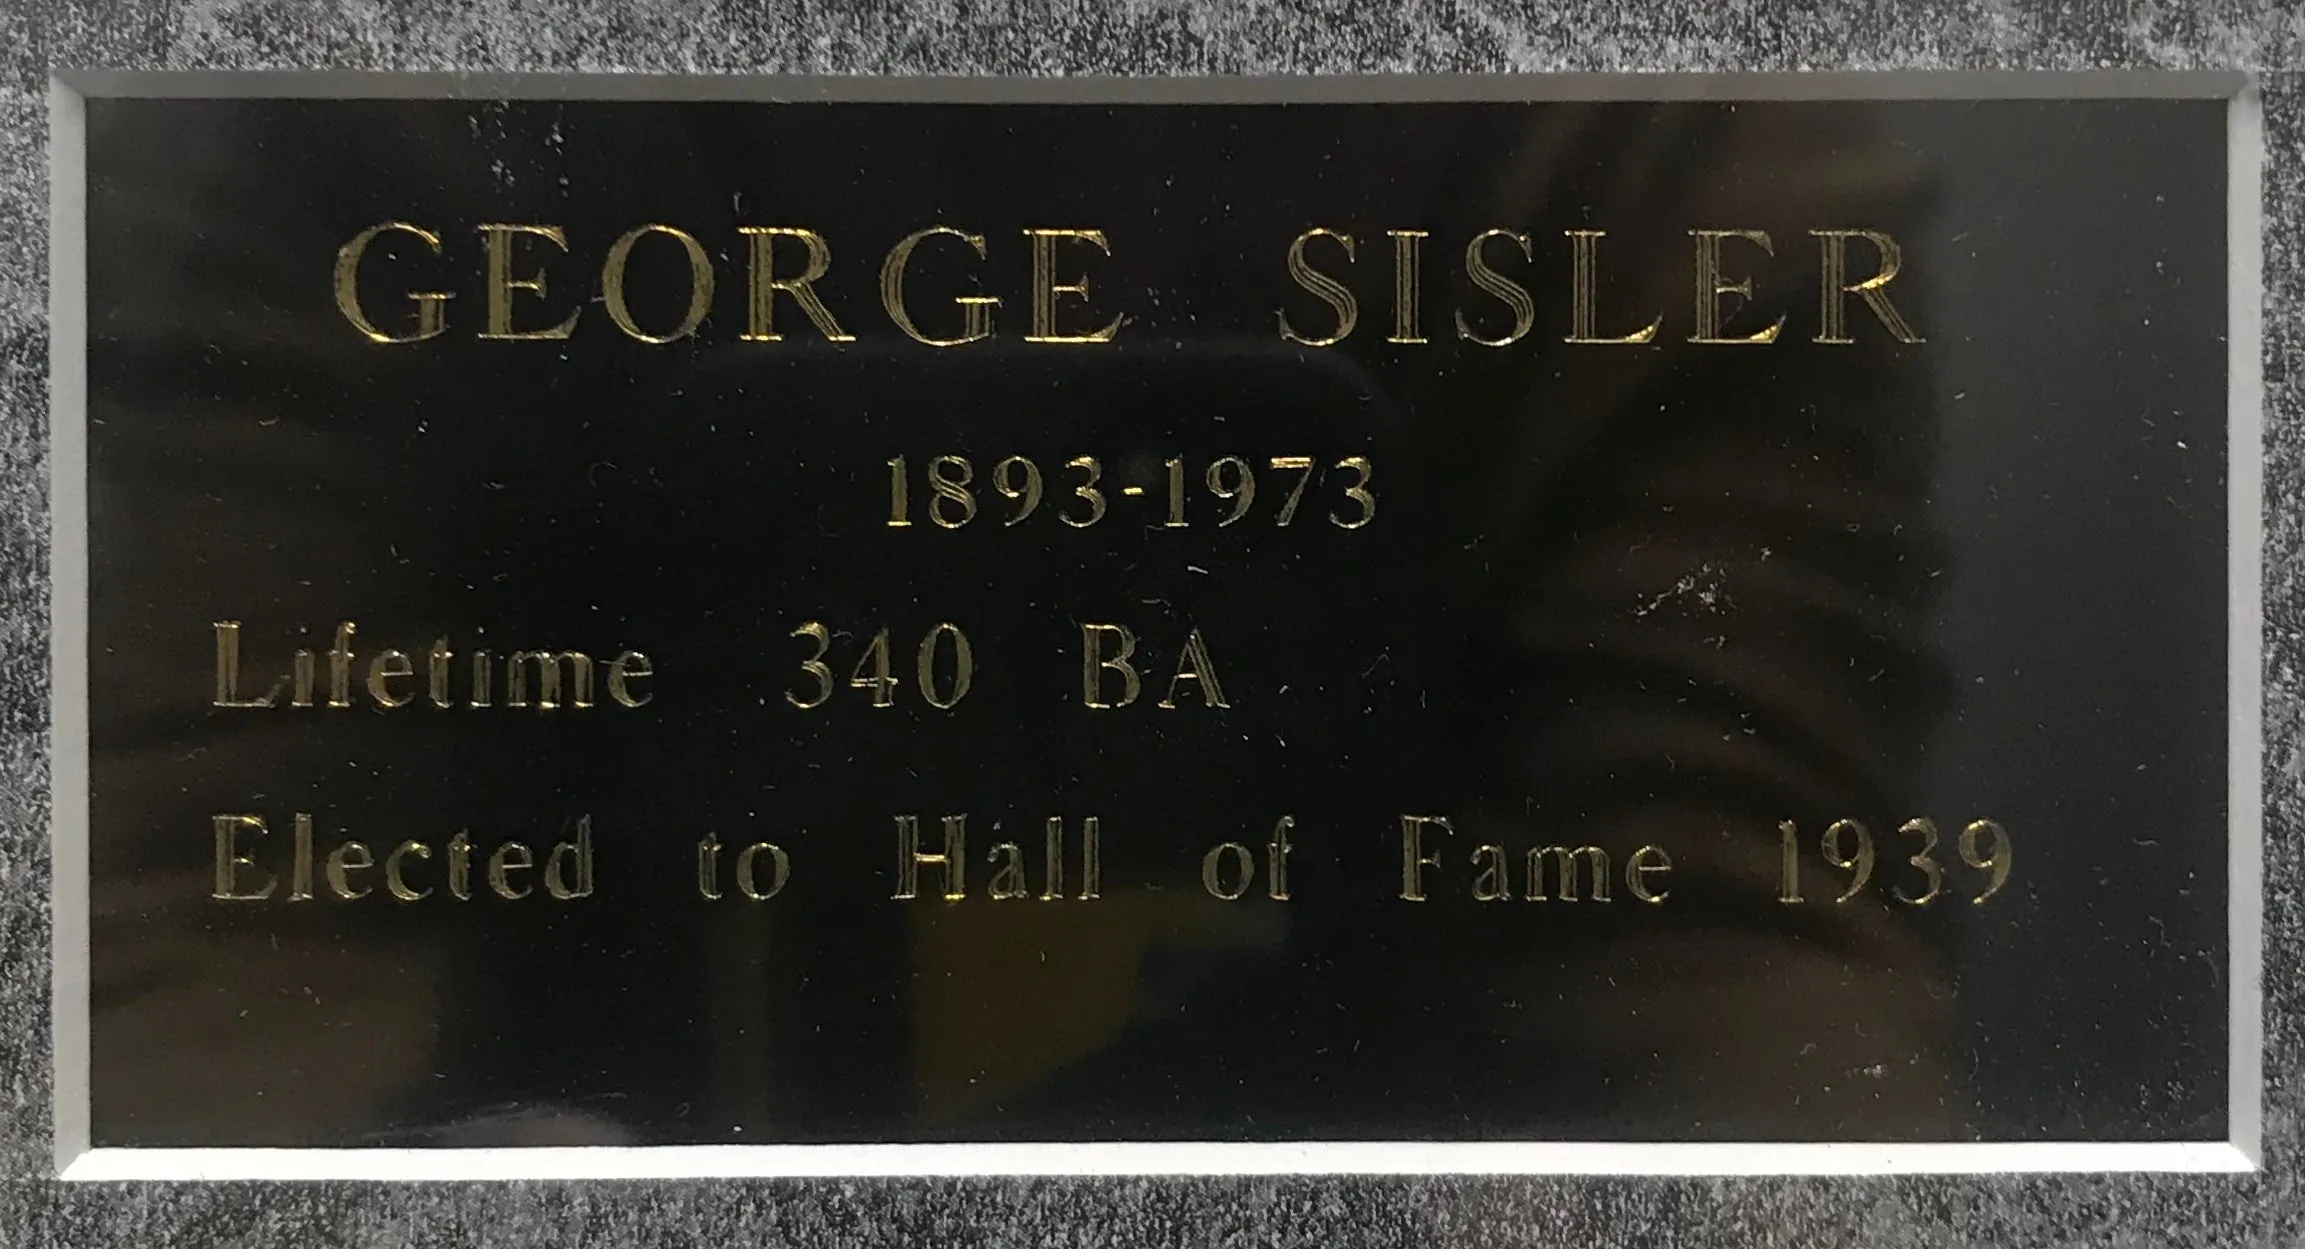 GEORGE SISLER
1893-1973
Lifetime 340 BA
Elected to Hall of Fame 1939